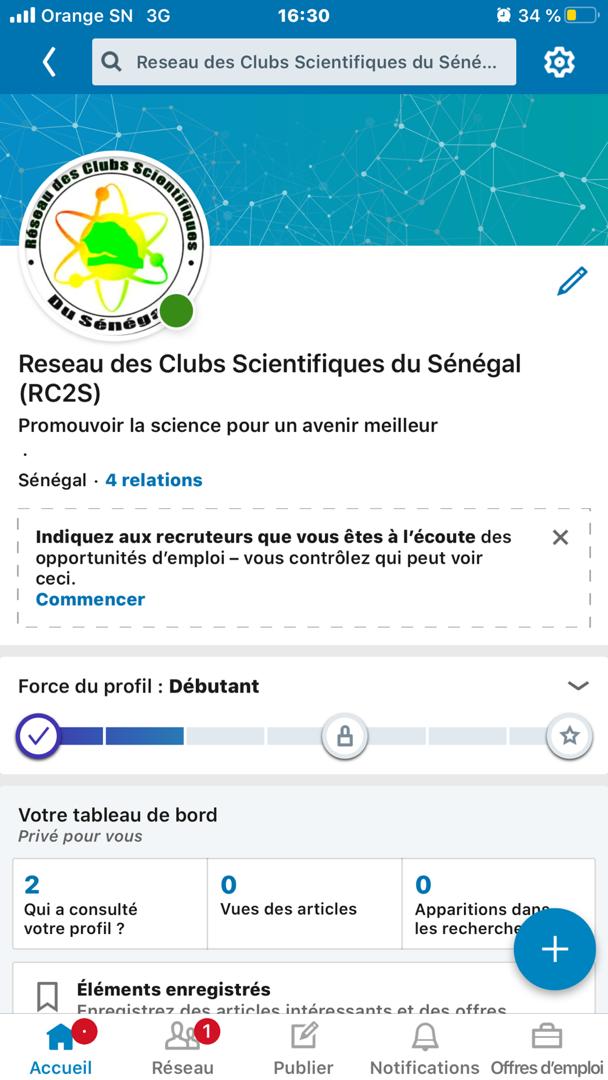 Orange SN 3G 16:30 34 %
Reseau des Clubs Scientifiques du Séné...
Réseau des Clubs Scientifiques
Du Sénéga
Reseau des Clubs Scientifiques du Sénégal
(RC2S)
Promouvoir la science pour un avenir meilleur
.
Sénégal · 4 relations
Indiquez aux recruteurs que vous êtes à l’écoute des
opportunités d’emploi – vous contrôlez qui peut voir
ceci.
Commencer
Force du profil : Débutant
Votre tableau de bord
Privé pour vous
2
Qui a consulté
votre profil ?
0
Vues des articles
0
Apparitions dans
les recherche
Éléments enregistrés
Enregistrez des articles intéressants et des offres
1
Accueil Réseau Publier Notifications Offres d’emploi